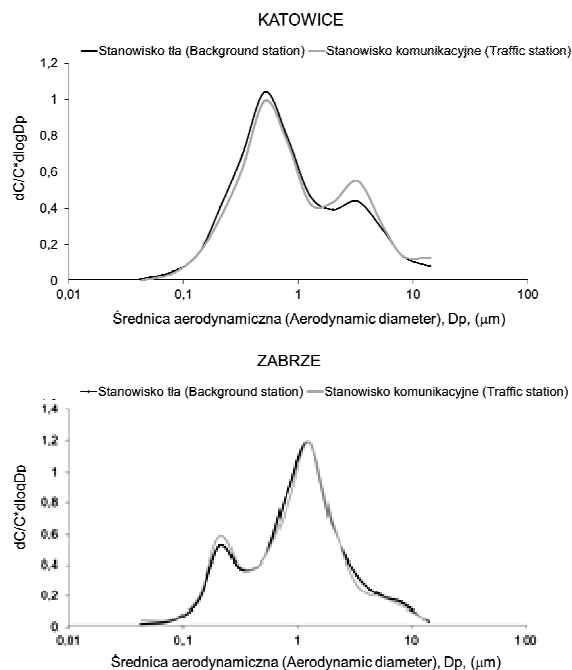 KATOWICE
Stanowisko tła (Background station) Stanowisko komunikacyjne (Traffic station)
1,2
1
0,8
0,6
0,4
0,2
0
dC/C*dlogDp
0,01 0,1 1 10 100
Średnica aerodynamiczna (Aerodynamic diameter), Dp, (μm)
ZABRZE
Stanowisko tła (Background station) Stanowisko komunikacyjne (Traffic station)
1,4
1,2
1
0,8
0,6
0,4
0,2
0
dC/C*dlogDp
0,01 0,1 1 10 100
Średnica aerodynamiczna (Aerodynamic diameter), Dp, (μm)